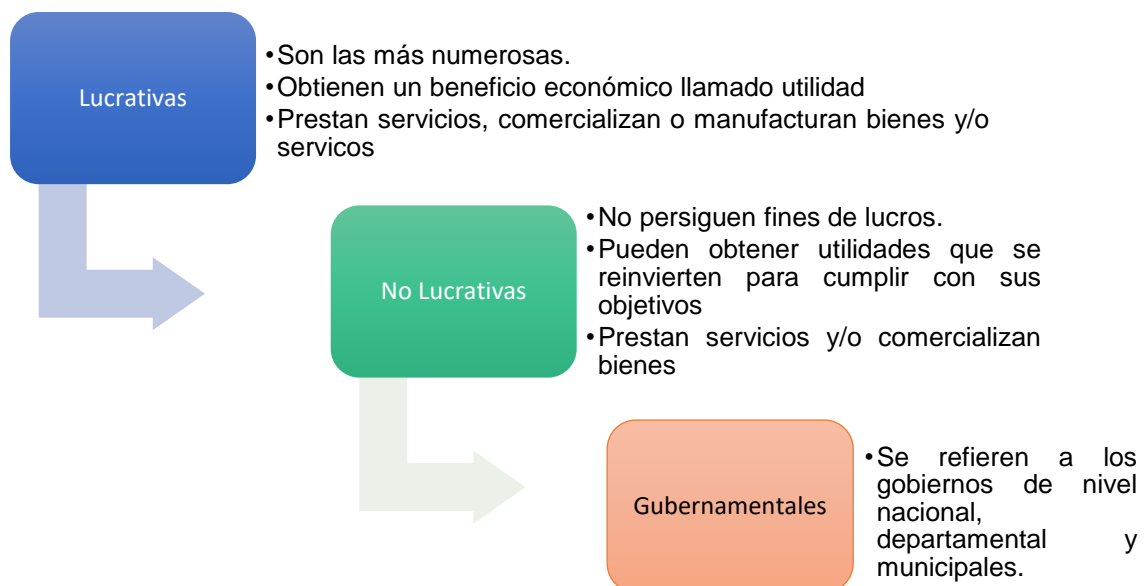 Lucrativas
•Son las más numerosas.
•Obtienen un beneficio económico llamado utilidad
•Prestan servicios, comercializan o manufacturan bienes y/o
servicos
No Lucrativas
•No persiguen fines de lucros.
•Pueden obtener utilidades que se
reinvierten para cumplir con sus
objetivos
•Prestan servicios y/o comercializan
bienes
Gubernamentales
•Se refieren a los
gobiernos de nivel
nacional,
departamental y
municipales.